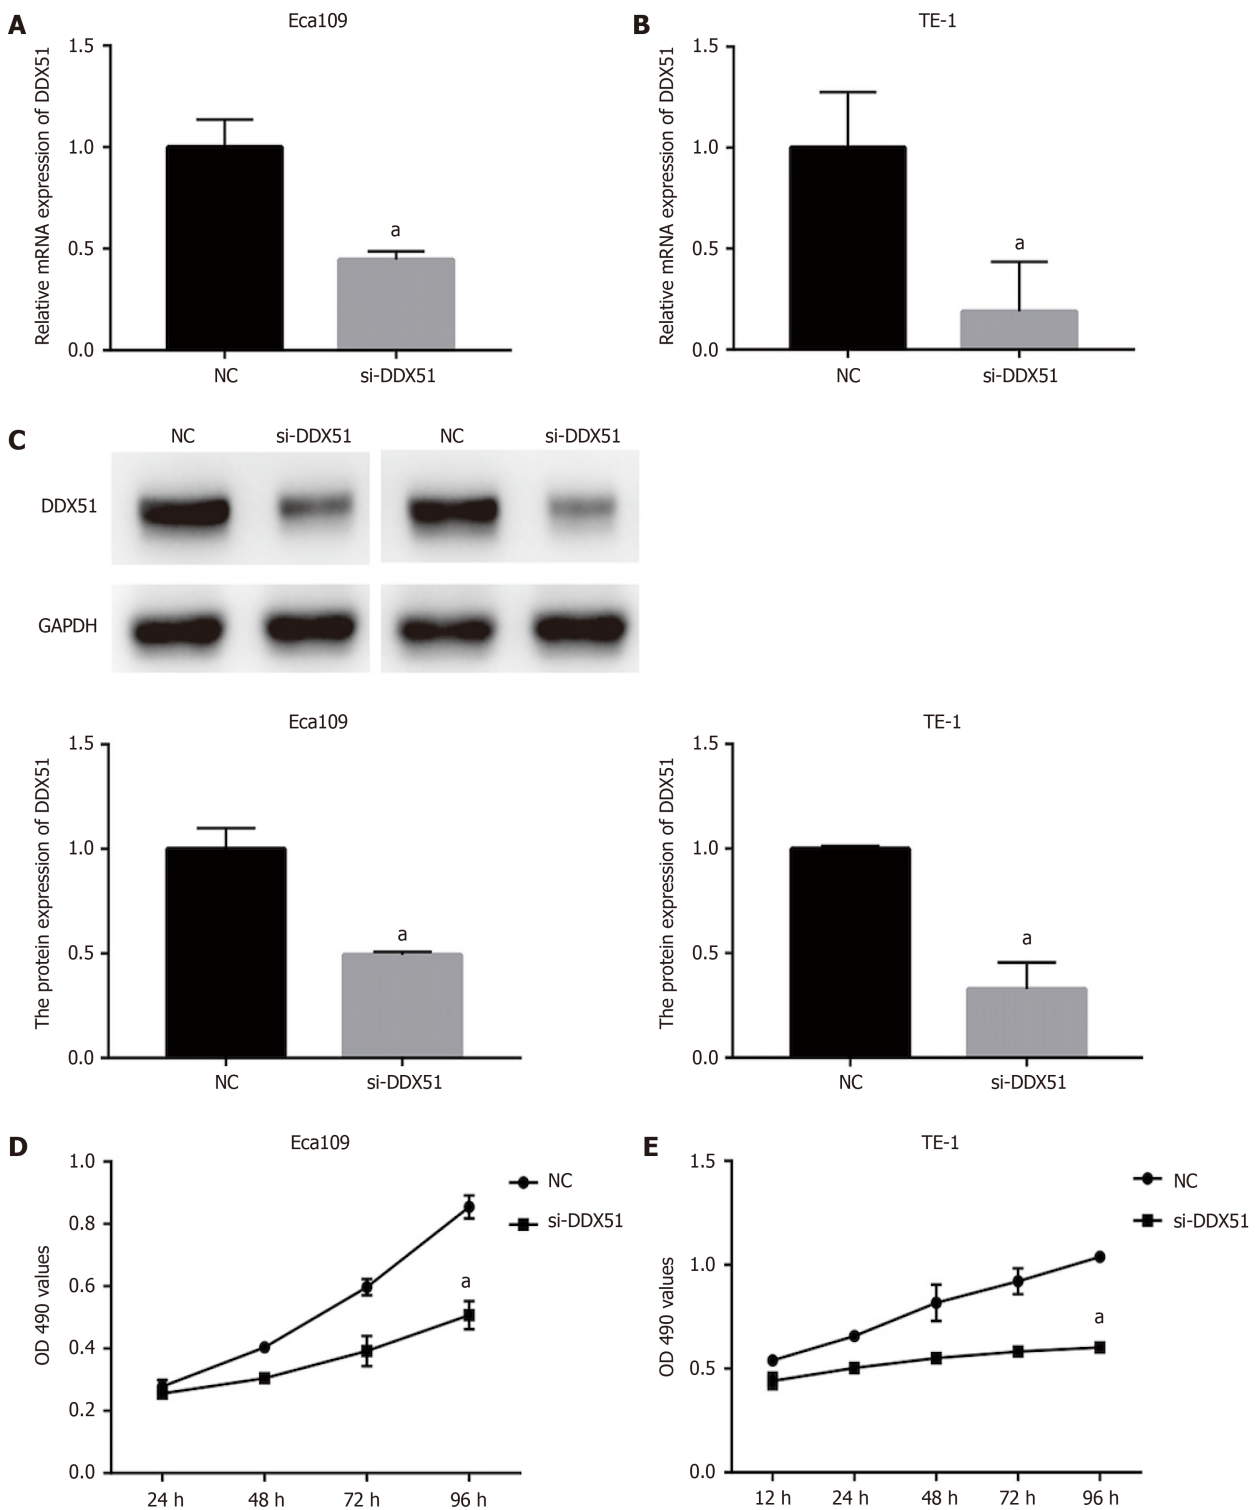 A
Eca109
Relative mRNA expression of DDX51
1.5
1.0
0.5
0.0
a
NC si-DDX51
B
TE-1
Relative mRNA expression of DDX51
1.5
1.0
0.5
0.0
a
NC si-DDX51
C
NC si-DDX51 NC si-DDX51
DDX51
GAPDH
Eca109
The protein expression of DDX51
1.5
1.0
0.5
0.0
a
NC si-DDX51
TE-1
The protein expression of DDX51
1.5
1.0
0.5
0.0
a
NC si-DDX51
D
Eca109
OD 490 values
1.0
0.8
0.6
0.4
0.2
0.0
NC
si-DDX51
a
24 h 48 h 72 h 96 h
E
TE-1
OD 490 values
1.5
1.0
0.5
0.0
NC
si-DDX51
a
12 h 24 h 48 h 72 h 96 h